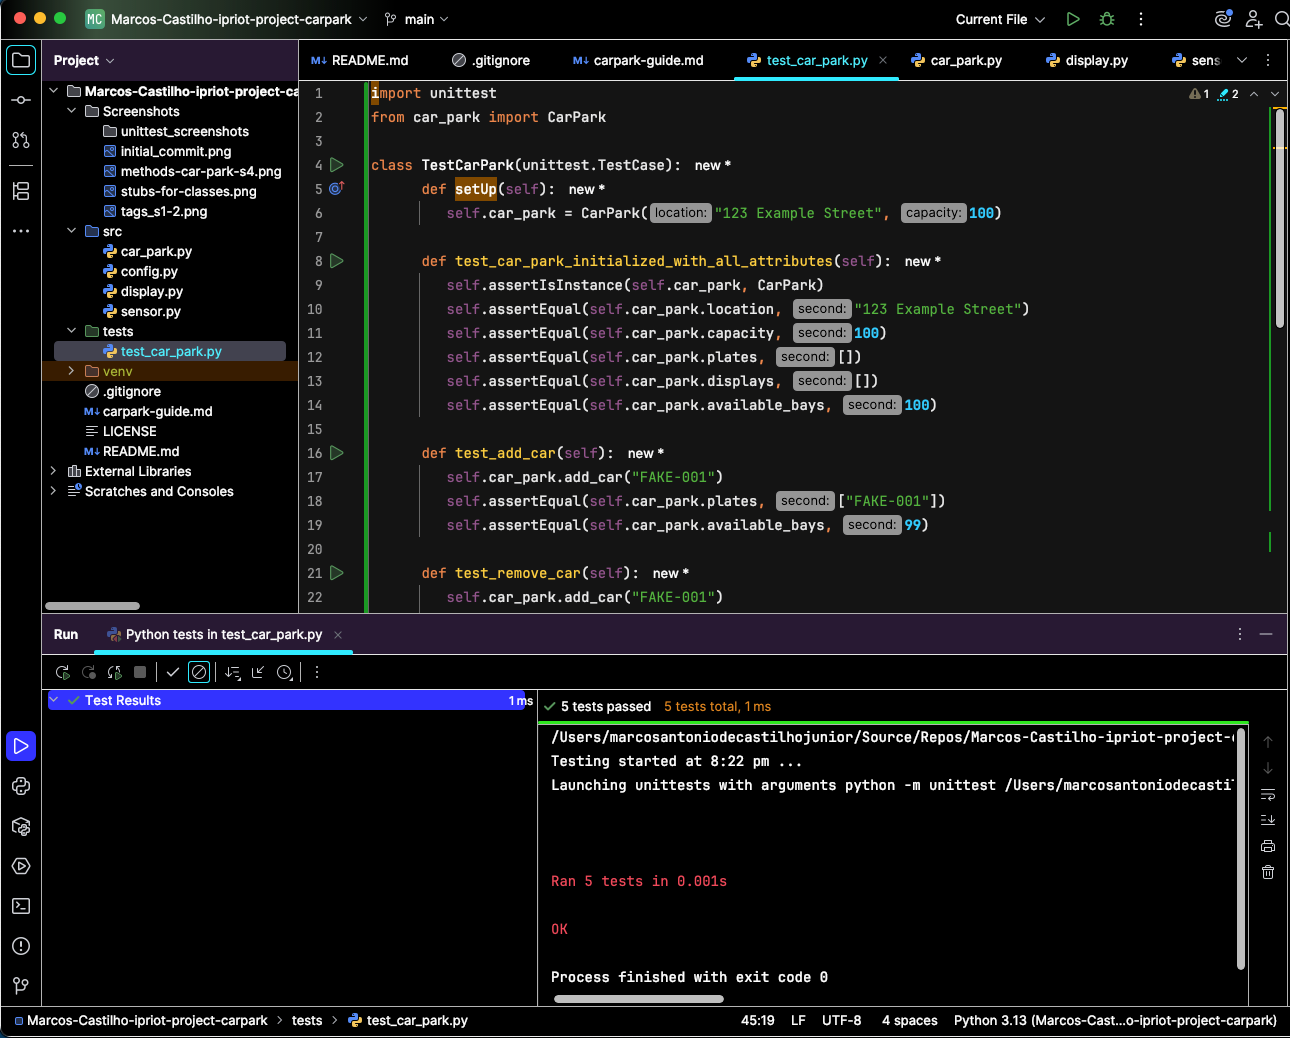 MC Marcos-Castilho-ipriot-project-carpark main Current File
Project
README.md .gitignore carpark-guide.md test_car_park.py car_park.py display.py sens
Marcos-Castilho-ipriot-project-ca
Screenshots
unittest_screenshots
initial_commit.png
methods-car-park-s4.png
stubs-for-classes.png
tags_s1-2.png
src
car_park.py
config.py
display.py
sensor.py
tests
test_car_park.py
venv
.gitignore
carpark-guide.md
LICENSE
README.md
External Libraries
Scratches and Consoles
1 2
1 import unittest
2 from car_park import CarPark
3
4 class TestCarPark(unittest.TestCase): new *
5 def setUp(self): new *
6 self.car_park = CarPark( location: "123 Example Street", capacity: 100)
7
8 def test_car_park_initialized_with_all_attributes(self): new *
9 self.assertIsInstance(self.car_park, CarPark)
10 self.assertEqual(self.car_park.location, second: "123 Example Street")
11 self.assertEqual(self.car_park.capacity, second: 100)
12 self.assertEqual(self.car_park.plates, second: [])
13 self.assertEqual(self.car_park.displays, second: [])
14 self.assertEqual(self.car_park.available_bays, second: 100)
15
16 def test_add_car(self): new *
17 self.car_park.add_car("FAKE-001")
18 self.assertEqual(self.car_park.plates, second: ["FAKE-001"])
19 self.assertEqual(self.car_park.available_bays, second: 99)
20
21 def test_remove_car(self): new *
22 self.car_park.add_car("FAKE-001")
Run Python tests in test_car_park.py
Test Results 1 ms
5 tests passed 5 tests total, 1 ms
/Users/marcosantoniodecastilhojunior/Source/Repos/Marcos-Castilho-ipriot-project-
Testing started at 8:22 pm ...
Launching unittests with arguments python -m unittest /Users/marcosantoniodecasti
Ran 5 tests in 0.001s
OK
Process finished with exit code 0
Marcos-Castilho-ipriot-project-carpark > tests > test_car_park.py 45:19 LF UTF-8 4 spaces Python 3.13 (Marcos-Cast...o-ipriot-project-carpark)